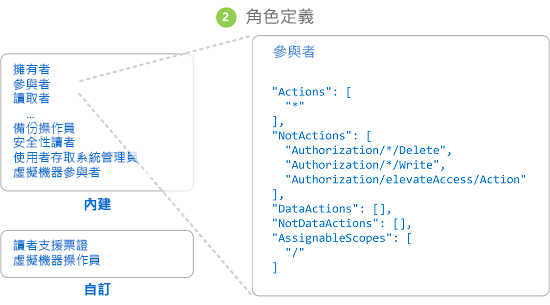 2 角色定義
擁有者
參與者
讀取者
...
備份操作員
安全性讀者
使用者存取系統管理員
虛擬機器參與者
內建
讀者支援票證
虛擬機器操作員
自訂
參與者
"Actions": [
"*"
],
"NotActions": [
"Authorization/*/Delete",
"Authorization/*/Write",
"Authorization/elevateAccess/Action"
],
"DataActions": [],
"NotDataActions": [],
"AssignableScopes": [
"/"
]